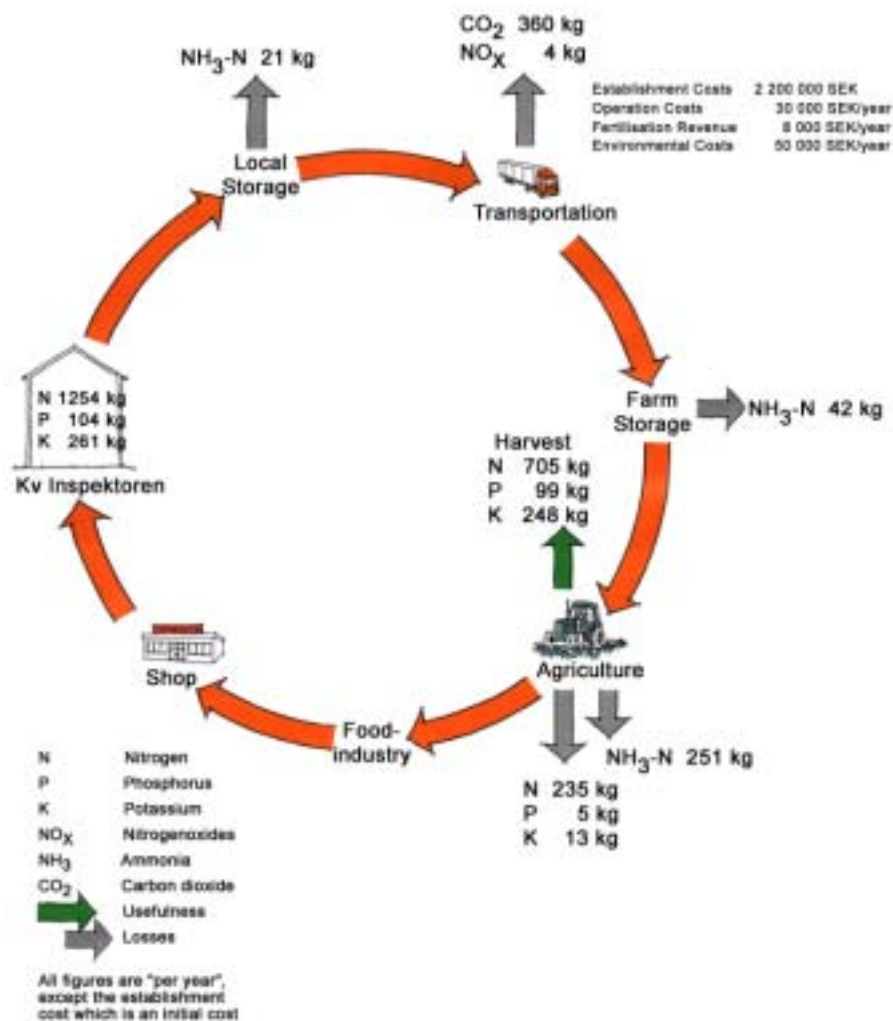 CO2 360 kg
NOX 4 kg
NH3-N 21 kg
Establishment Costs 2 200 000 SEK
Operation Costs 30 000 SEK/year
Fertilisation Revenue 8 000 SEK/year
Environmental Costs 50 000 SEK/year
Local
Storage
Transportation
N 1254 kg
P 104 kg
K 261 kg
Kv Inspektoren
Farm
Storage
NH3-N 42 kg
Harvest
N 705 kg
P 99 kg
K 248 kg
Agriculture
Shop
Food-
industry
NH3-N 251 kg
N 235 kg
P 5 kg
K 13 kg
N Nitrogen
P Phosphorus
K Potassium
NOX Nitrogenoxides
NH3 Ammonia
CO2 Carbon dioxide
Usefulness
Losses
All figures are "per year",
except the establishment
cost which is an initial cost